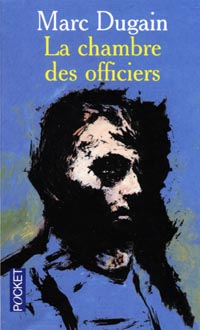 Marc Dugain
La chambre
des officiers
POCKET